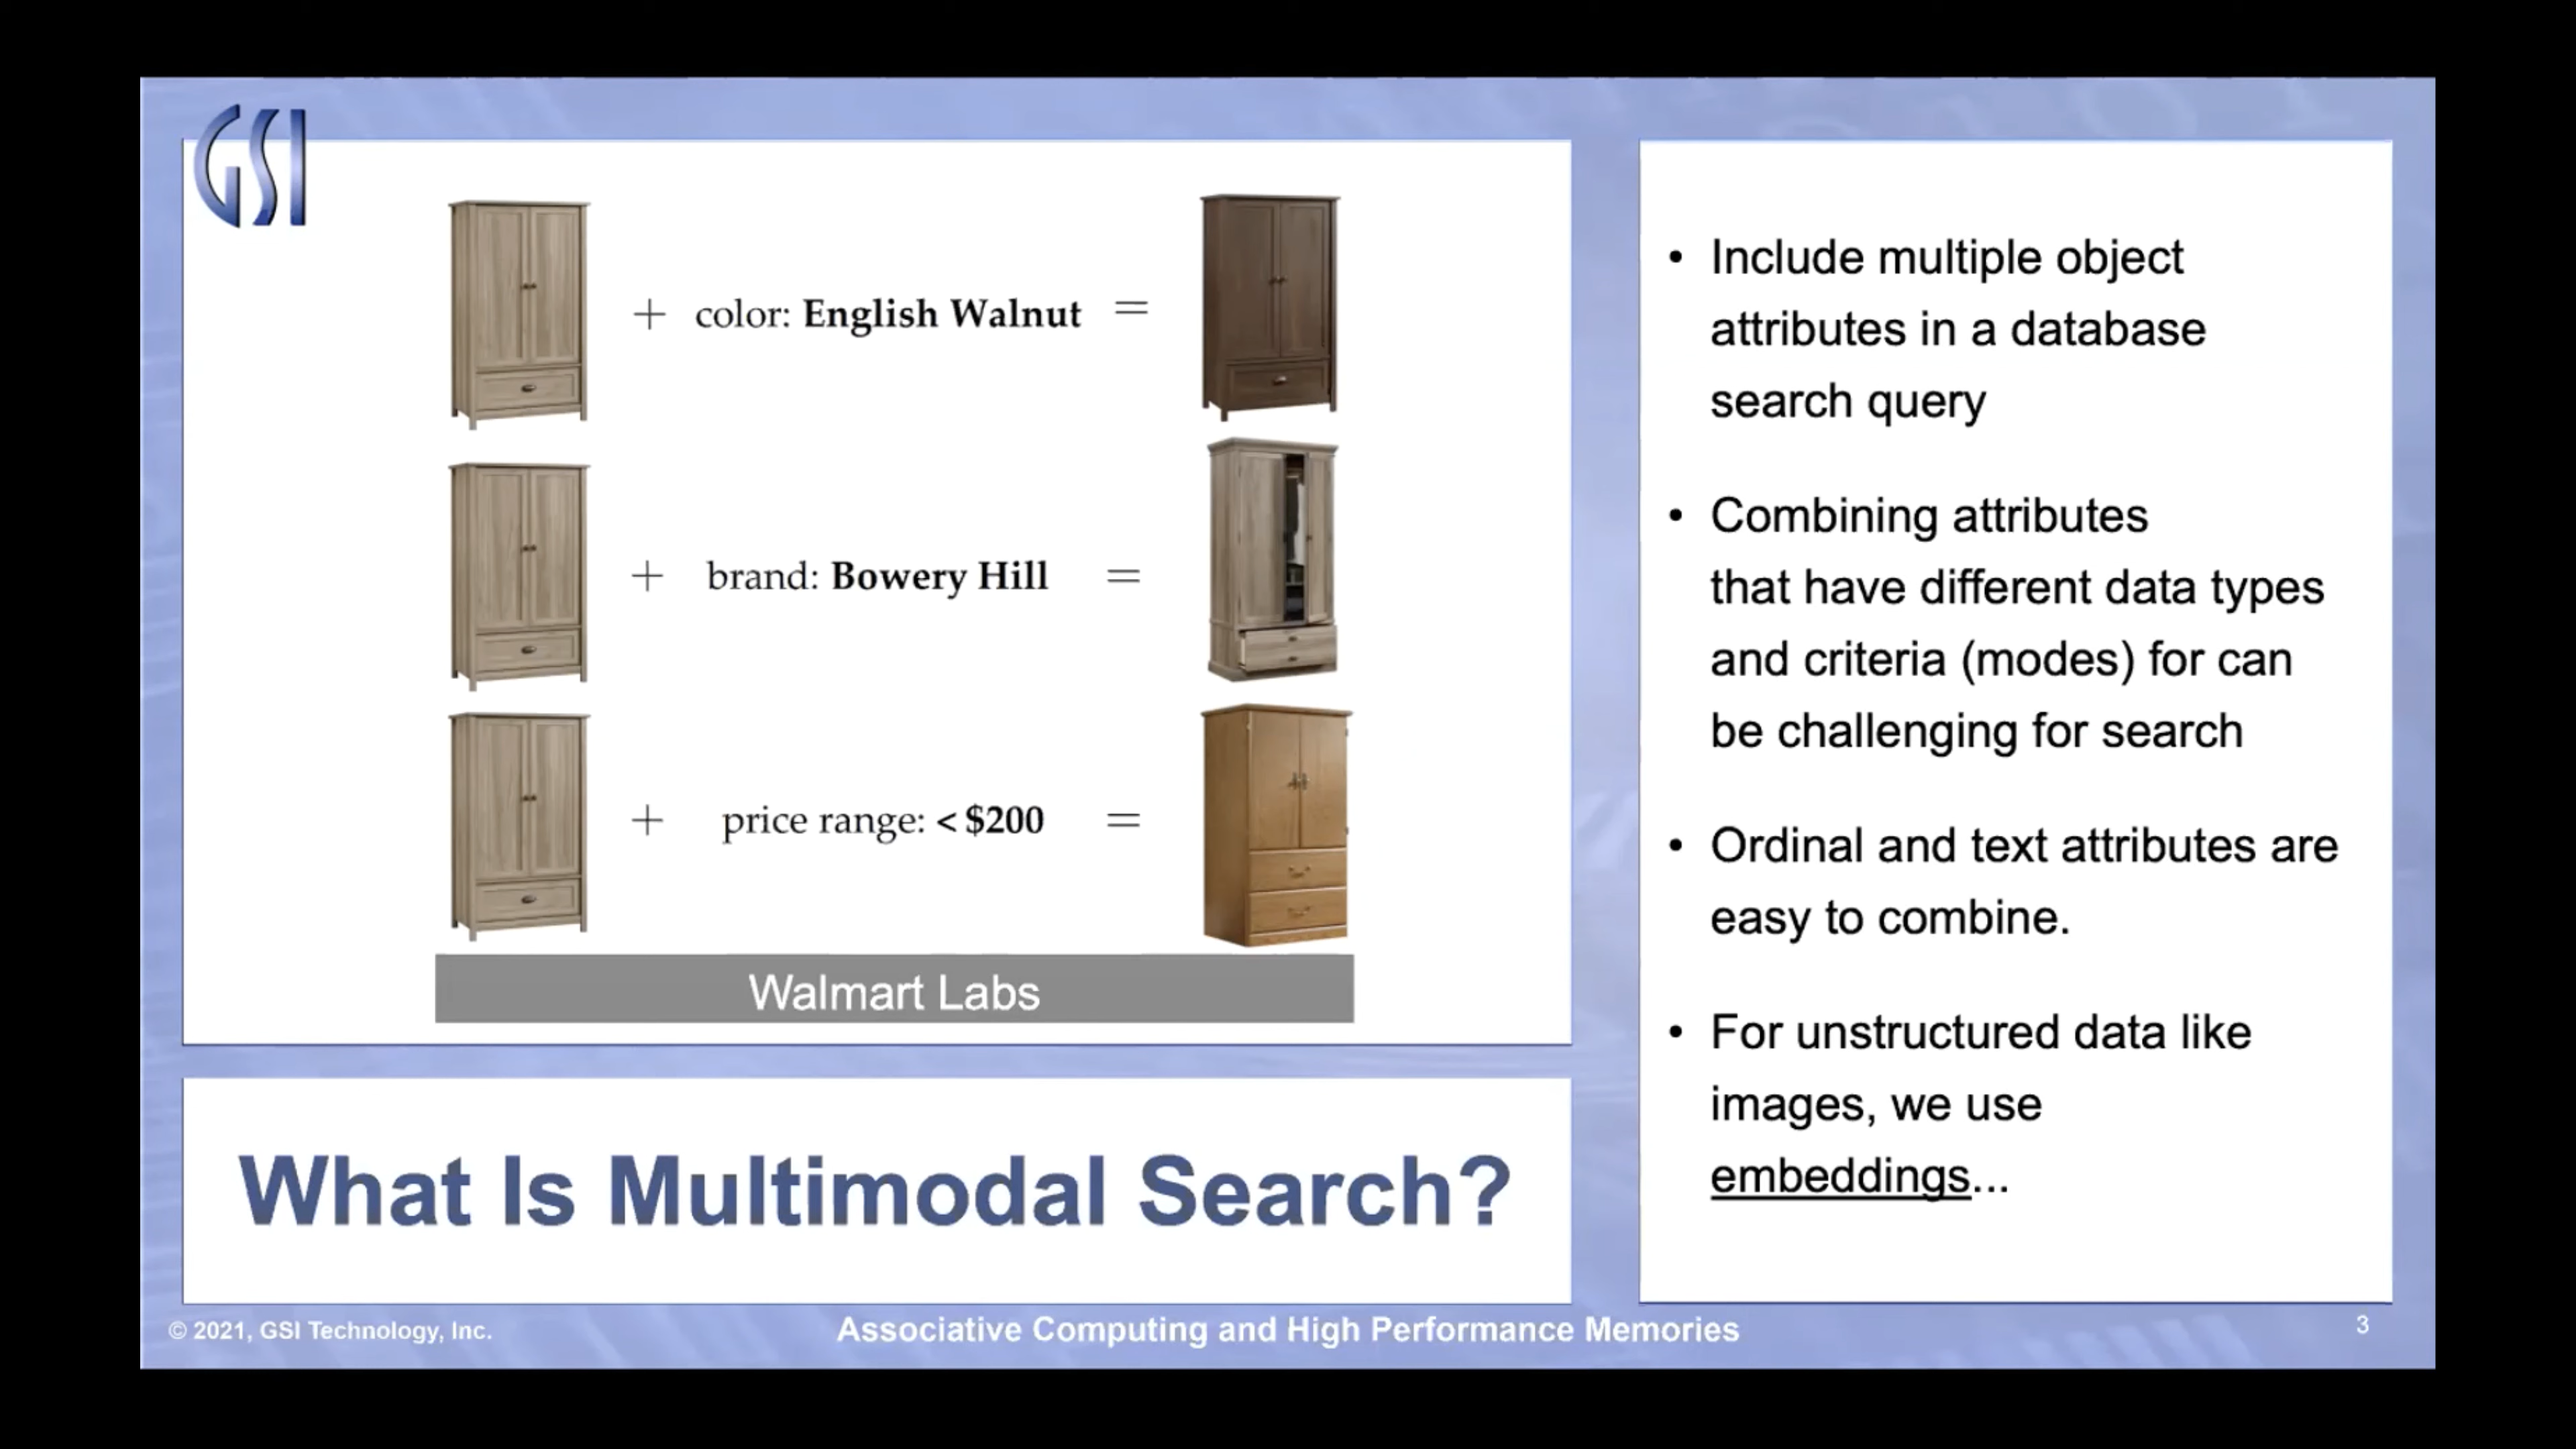 GSI
+ color: English Walnut =
+ brand: Bowery Hill =
+ price range: < $200 =
Walmart Labs
What Is Multimodal Search?
• Include multiple object
attributes in a database
search query
• Combining attributes
that have different data types
and criteria (modes) for can
be challenging for search
• Ordinal and text attributes are
easy to combine.
• For unstructured data like
images, we use
embeddings...
© 2021, GSI Technology, Inc.
Associative Computing and High Performance Memories
3